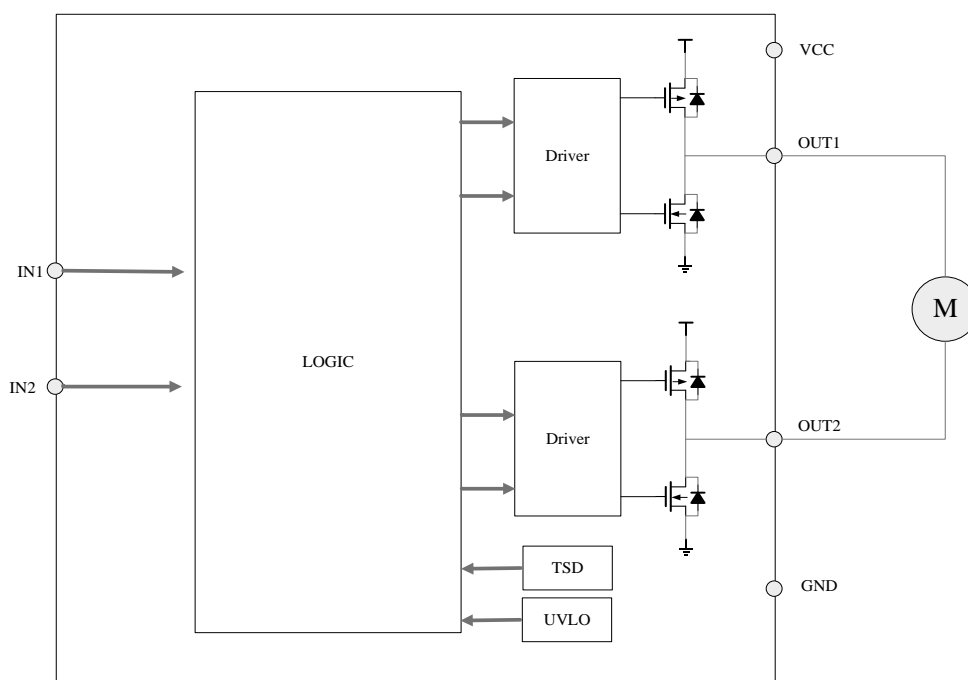 VCC
Driver
OUT1
IN1
M
LOGIC
IN2
Driver
OUT2
TSD
GND
UVLO